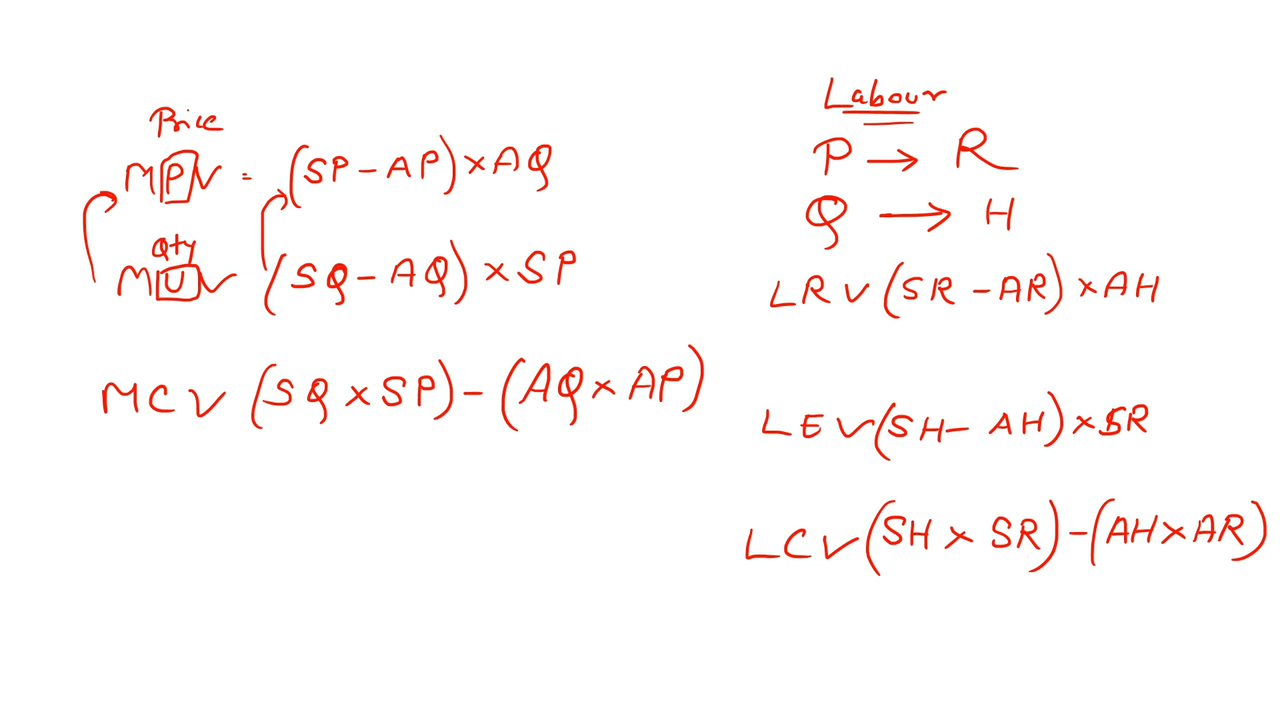 Price
MPV = (SP - AP) × AQ
Qty
MUV (SQ - AQ) × SP
MCV (SQ × SP) - (AQ × AP)
Labour
P → R
Q → H
LRV (SR - AR) × AH
LEV (SH - AH) × SR
LCV (SH × SR) - (AH × AR)